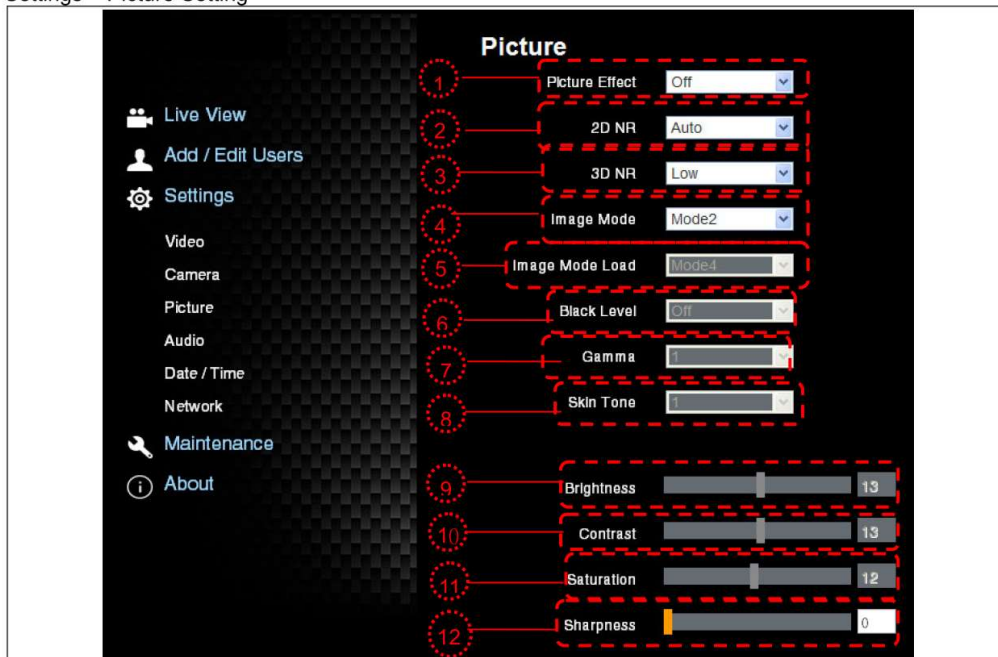 Picture
1 Picture Effect Off
2 2D NR Auto
3 3D NR Low
4 Image Mode Mode2
5 Image Mode Load Mode4
6 Black Level Off
7 Gamma 1
8 Skin Tone 1
9 Brightness 13
10 Contrast 13
11 Saturation 12
12 Sharpness 0
Live View
Add / Edit Users
Settings
Video
Camera
Picture
Audio
Date / Time
Network
Maintenance
About